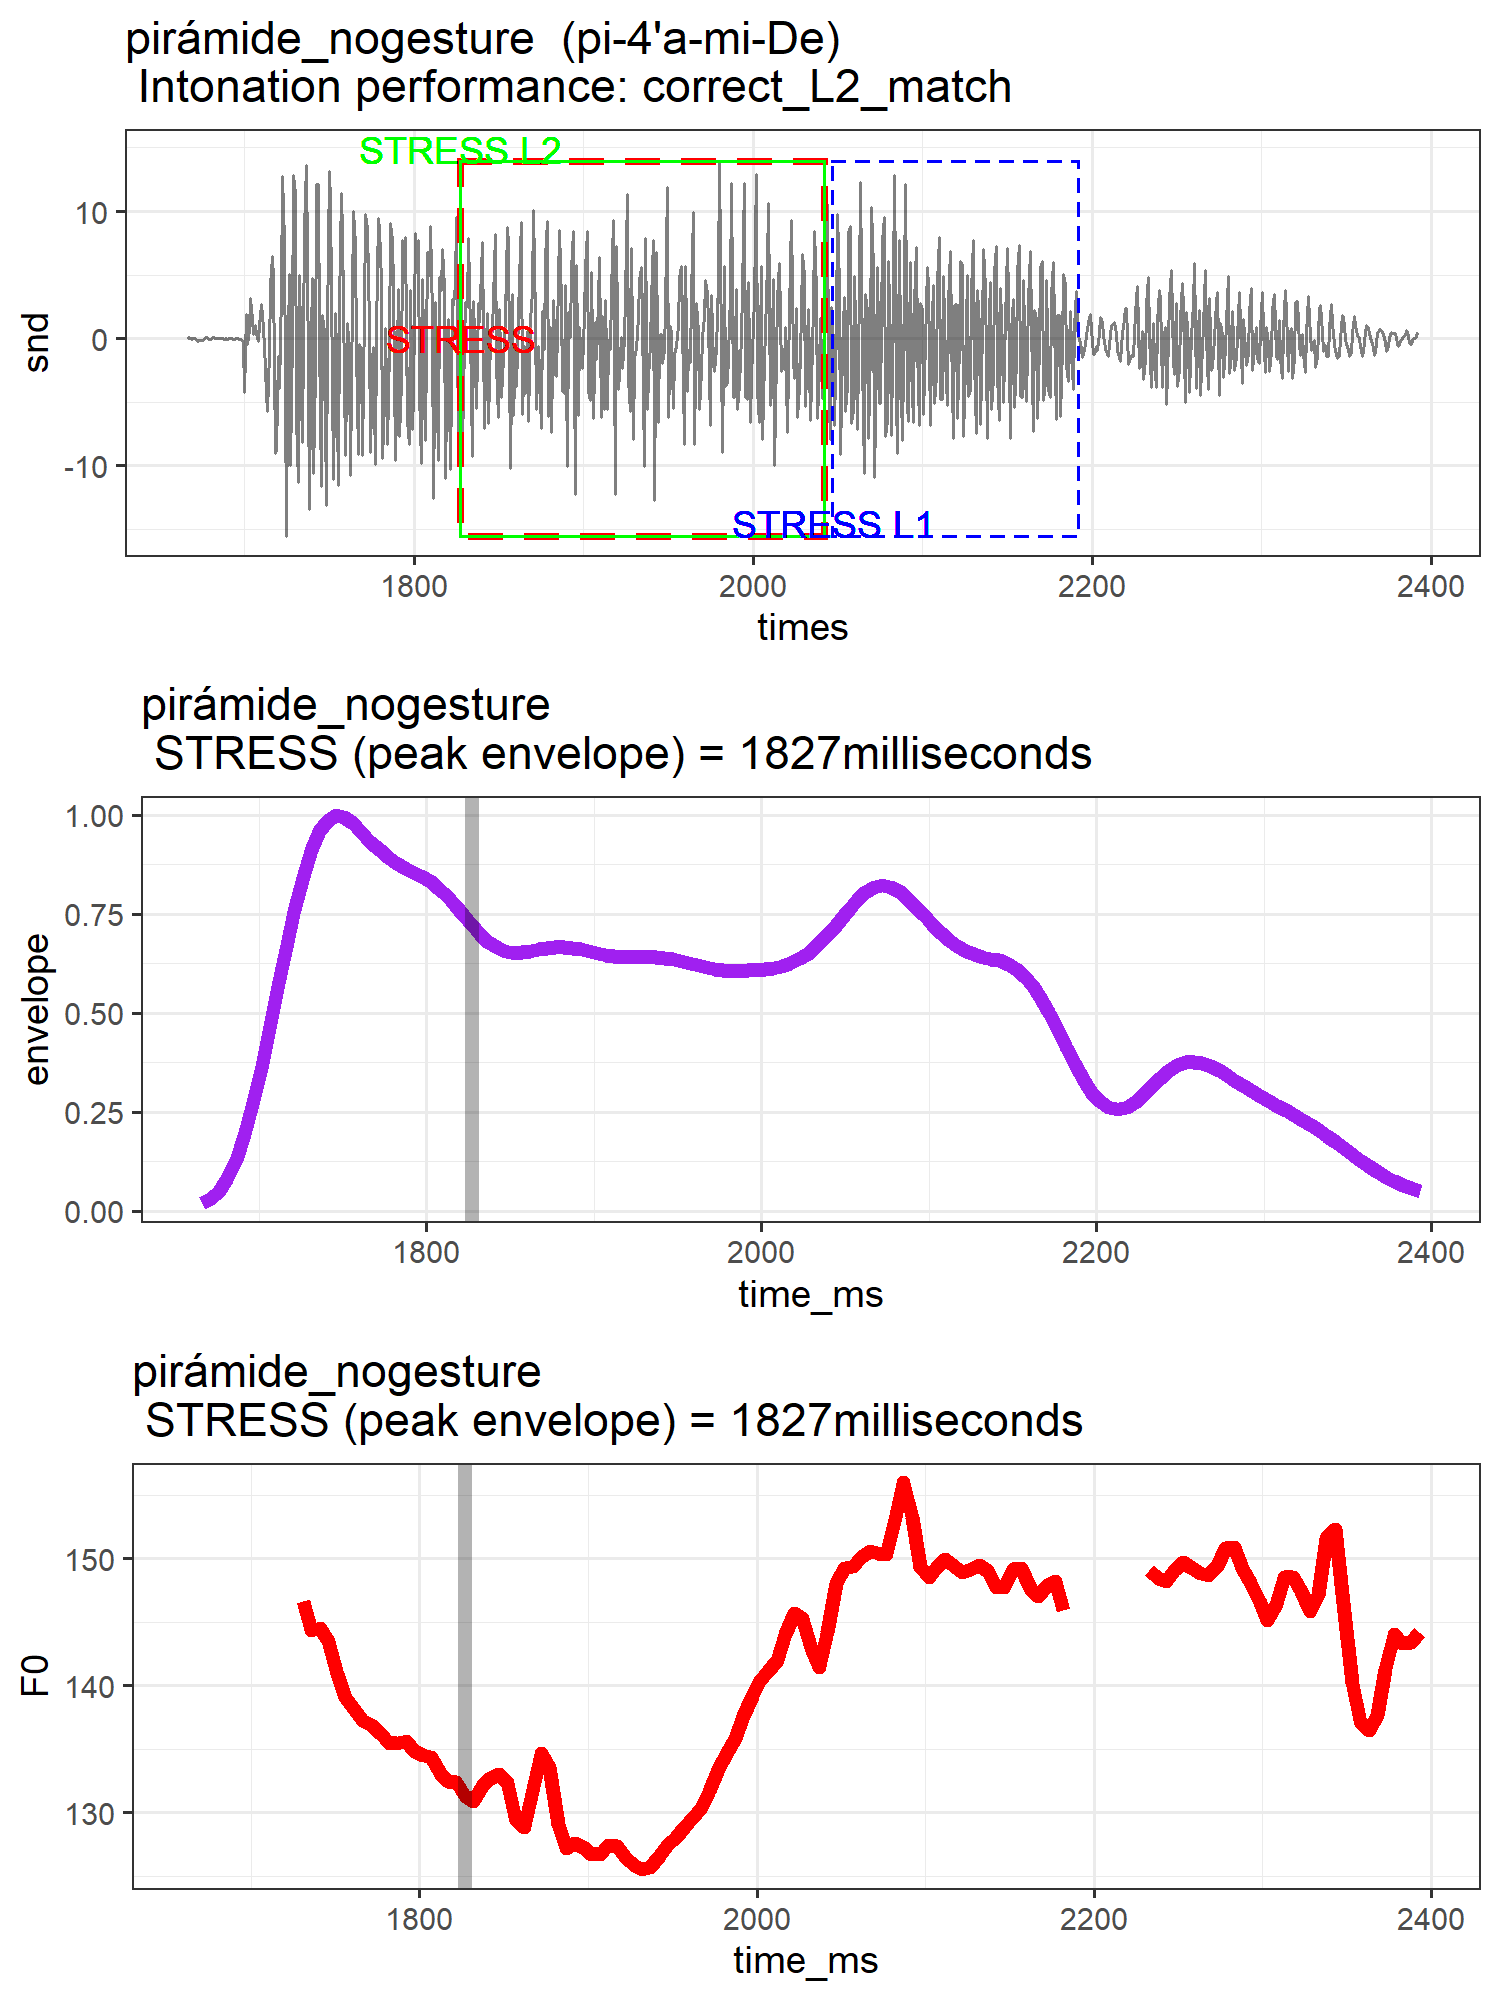 pirámide_nogesture  (pi-4'a-mi-De)
Intonation performance: correct_L2_match
STRESS L2
10
STRESS
0
snd
-10
STRESS L1
1800 2000 2200 2400
times
pirámide_nogesture
STRESS (peak envelope) = 1827milliseconds
1.00
0.75
envelope
0.50
0.25
0.00
1800 2000 2200 2400
time_ms
pirámide_nogesture
STRESS (peak envelope) = 1827milliseconds
150
F0
140
130
1800 2000 2200 2400
time_ms